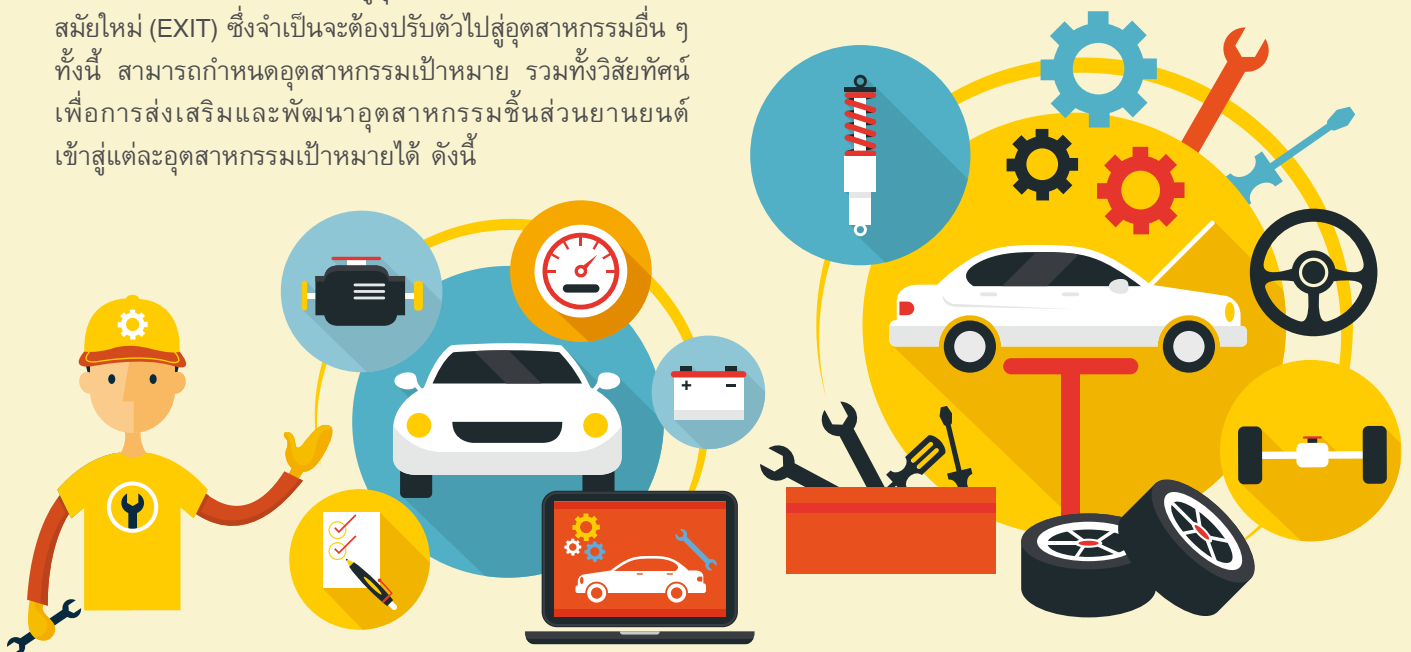 สมัยใหม่ (EXIT) ซึ่งจำเป็นจะต้องปรับตัวไปสู่อุตสาหกรรมอื่น ๆ
ทั้งนี้ สามารถกำหนดอุตสาหกรรมเป้าหมาย รวมทั้งวิสัยทัศน์
เพื่อการส่งเสริมและพัฒนาอุตสาหกรรมชิ้นส่วนยานยนต์
เข้าสู่แต่ละอุตสาหกรรมเป้าหมายได้ ดังนี้